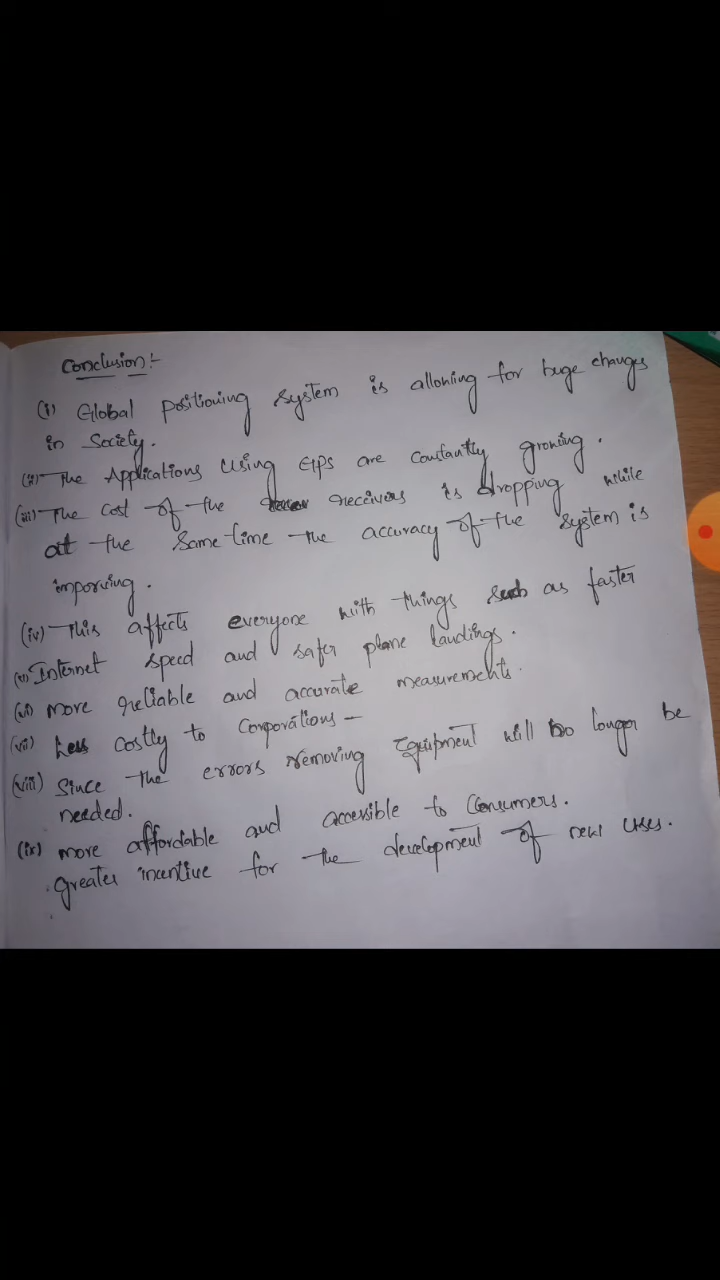 Conclusion:-
(i) Global positioning system is allowing for huge changes
in Society.
(ii) The Applications Using GPS are constantly growing.
(iii) The cost of the receivers is dropping while
at the same time the accuracy of the system is
imporving.
(iv) This affects everyone with things such as faster
(v) Internet speed and safer plane landings.
(vi) more reliable and accurate measurements.
(vii) Less costly to Corporations -
(viii) Since the errors removing Equipment will no longer be
needed.
(ix) more affordable and accessible to Consumers.
. greater incentive for the development of new uses.